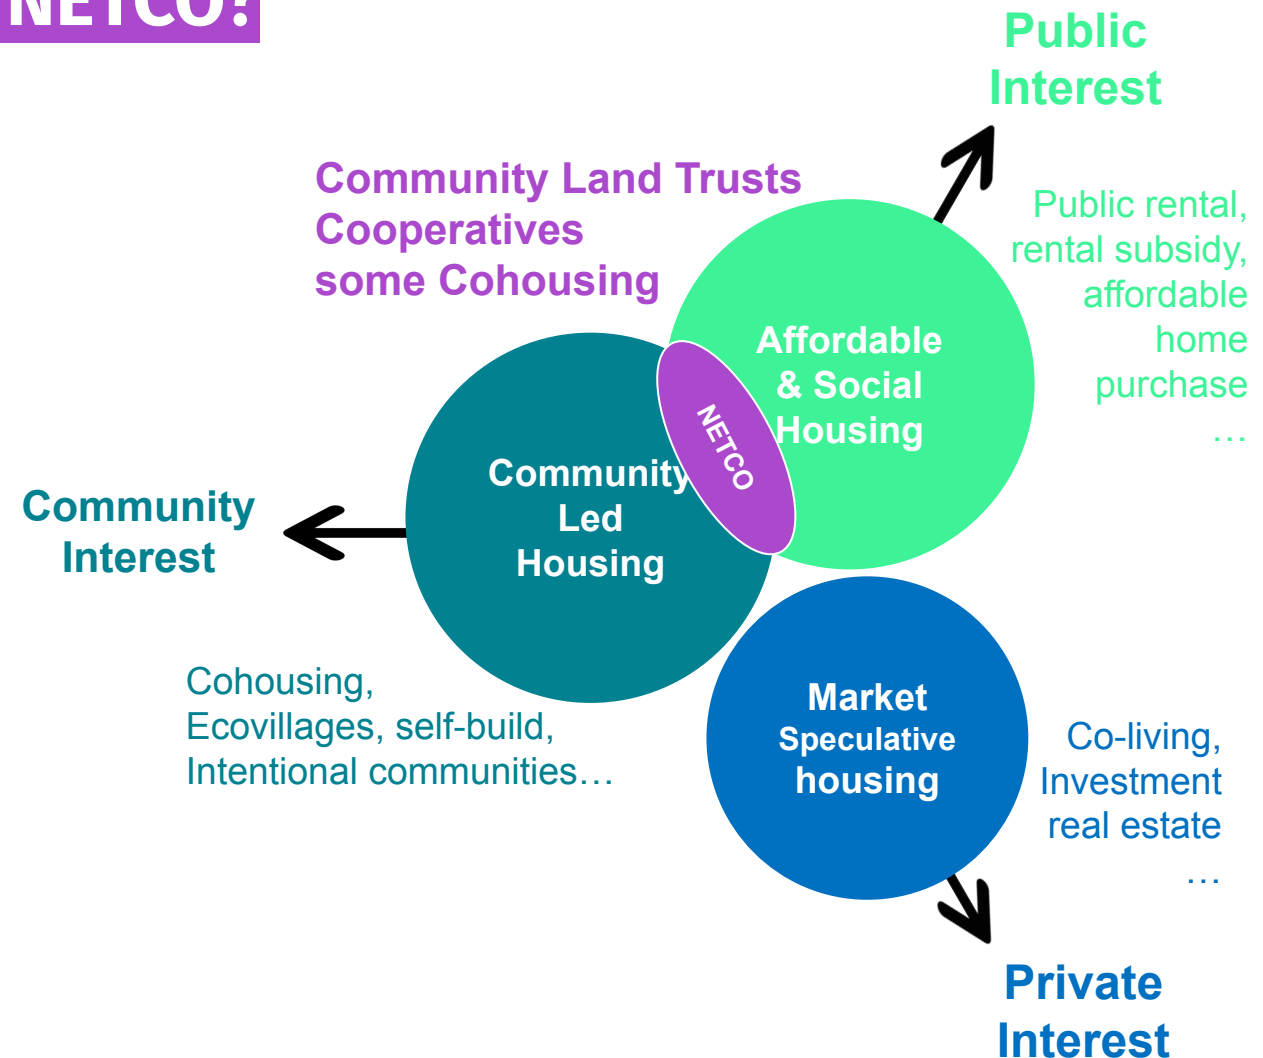 NETCO?
Public
Interest
Community Land Trusts
Cooperatives
some Cohousing
Public rental,
rental subsidy,
affordable
home
purchase
…
Affordable
& Social
Housing
NETCO
Community
Led
Housing
Community
Interest
Cohousing,
Ecovillages, self-build,
Intentional communities…
Market
Speculative
housing
Co-living,
Investment
real estate
…
Private
Interest